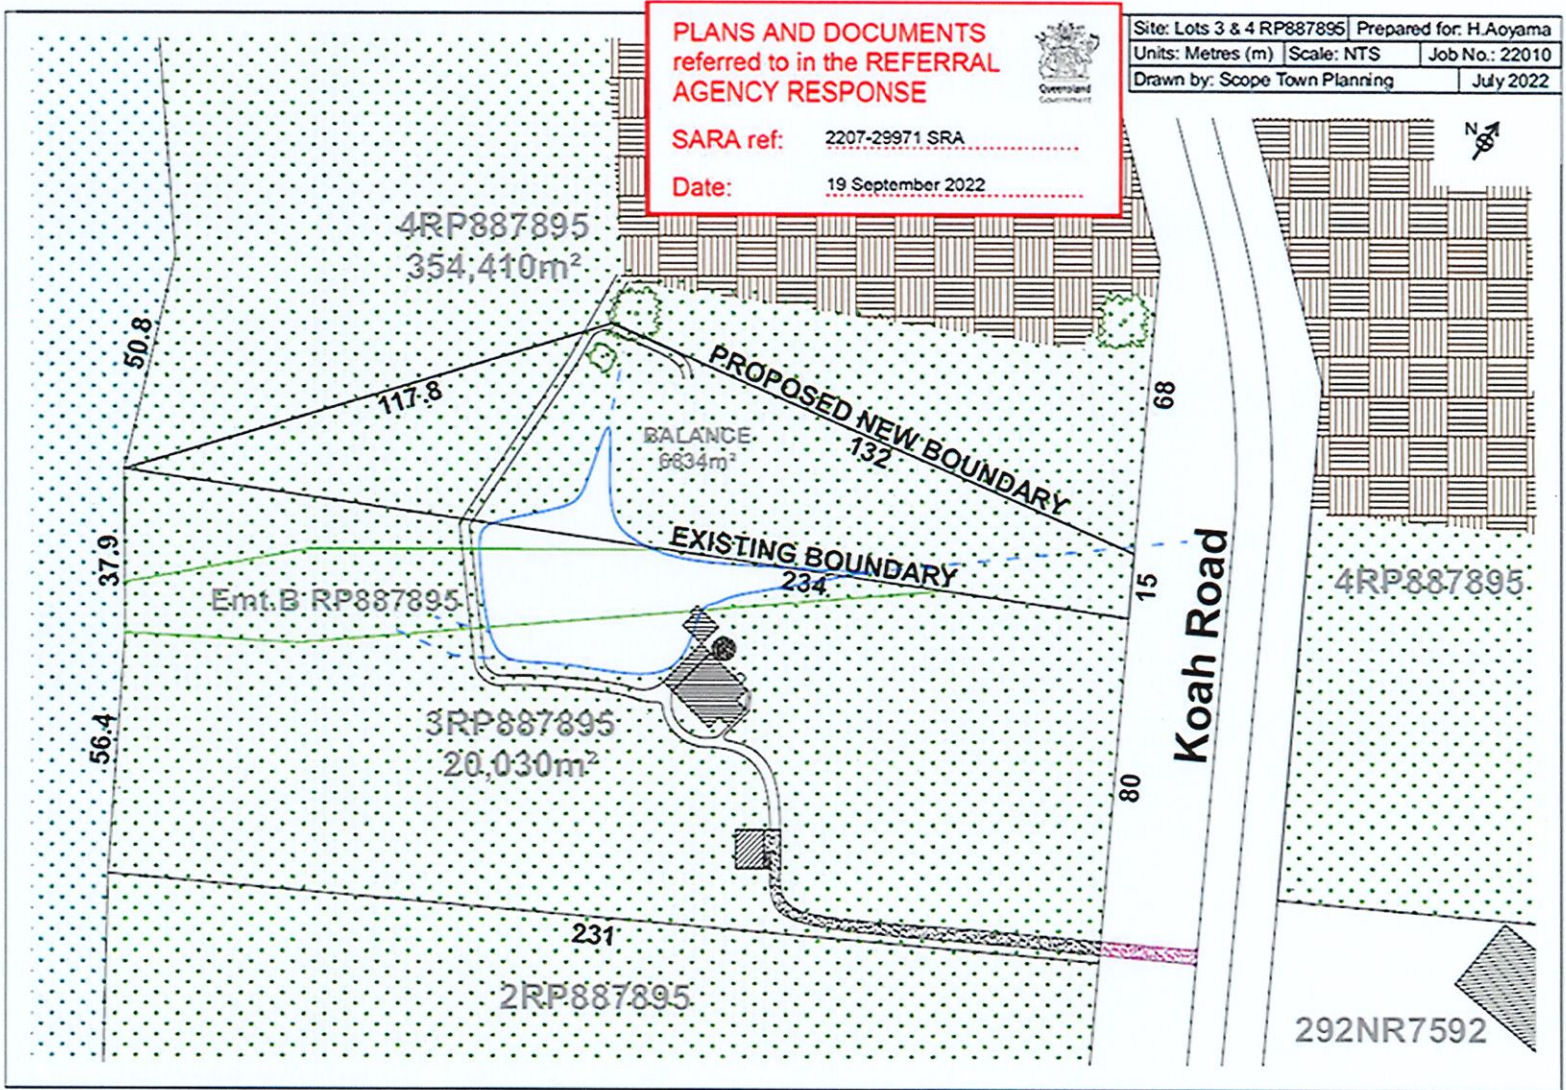 PLANS AND DOCUMENTS
referred to in the REFERRAL
AGENCY RESPONSE
Queensland
Government
SARA ref: 2207-29971 SRA
Date: 19 September 2022
Site: Lots 3 & 4 RP887895 Prepared for: H.Aoyama
Units: Metres (m) Scale: NTS Job No.: 22010
Drawn by: Scope Town Planning July 2022
N
4RP887895
354,410m²
50.8
117.8
PROPOSED NEW BOUNDARY
132
68
BALANCE
6834m²
EXISTING BOUNDARY
234
37.9
15
Emt.B RP887895
4RP887895
Koah Road
3RP887895
20,030m²
56.4
80
231
2RP887895
292NR7592